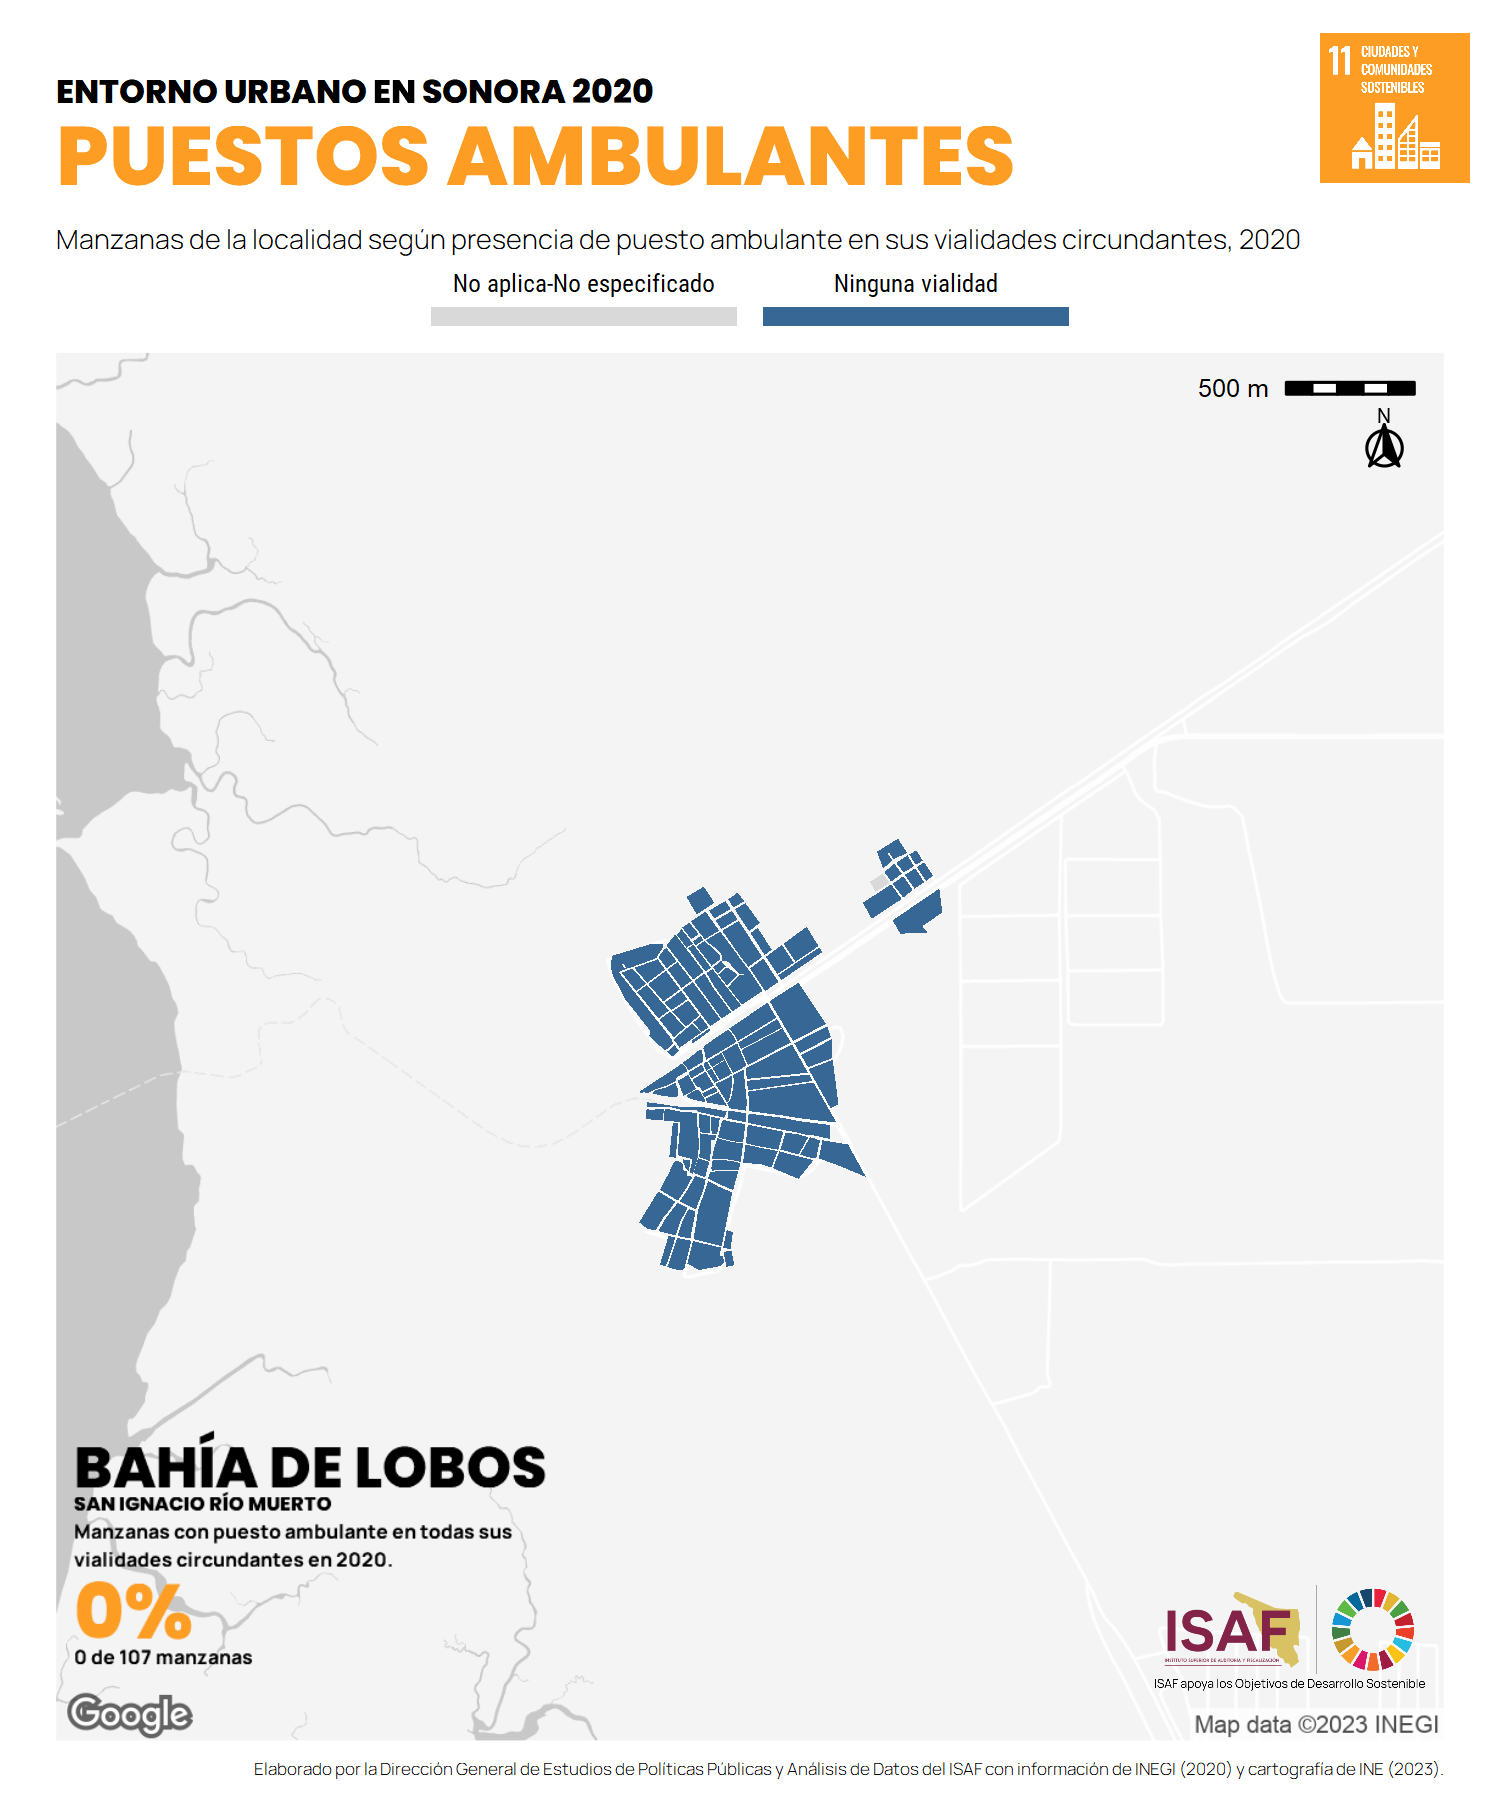 11 CIUDADES Y
COMUNIDADES
SOSTENIBLES
ENTORNO URBANO EN SONORA 2020
PUESTOS AMBULANTES
Manzanas de la localidad según presencia de puesto ambulante en sus vialidades circundantes, 2020
No aplica-No especificado
Ninguna vialidad
500 m
N
BAHÍA DE LOBOS
SAN IGNACIO RÍO MUERTO
Manzanas con puesto ambulante en todas sus
vialidades circundantes en 2020.
0%
0 de 107 manzanas
Google
ISAF
INSTITUTO SUPERIOR DE AUDITORÍA Y FISCALIZACIÓN
ISAF apoya los Objetivos de Desarrollo Sostenible
Map data ©2023 INEGI
Elaborado por la Dirección General de Estudios de Políticas Públicas y Análisis de Datos del ISAF con información de INEGI (2020) y cartografía de INE (2023).